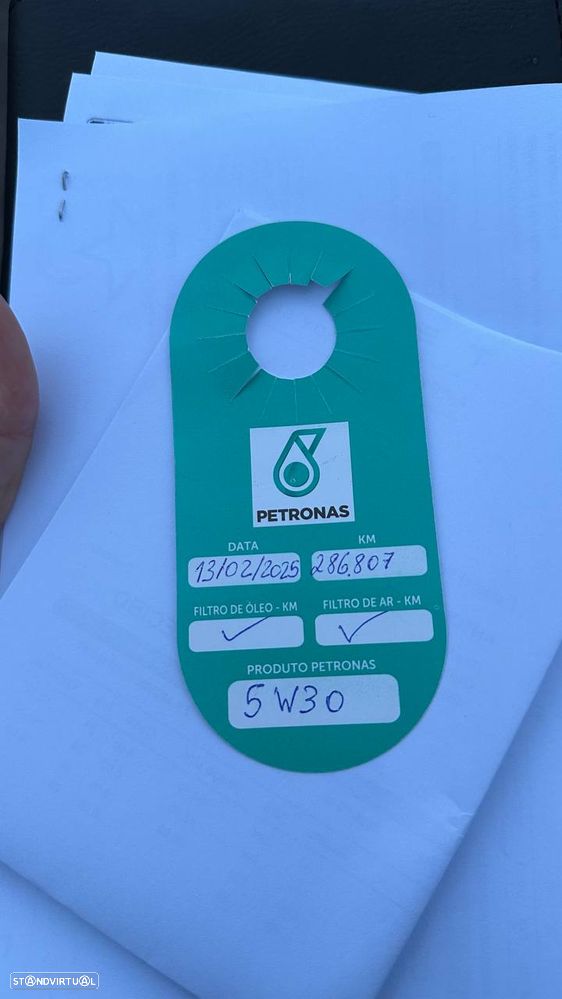 PETRONAS
DATA KM
13/02/2025 286.807
FILTRO DE ÓLEO - KM FILTRO DE AR - KM
✓ ✓
PRODUTO PETRONAS
5W30
STANDVIRTUAL